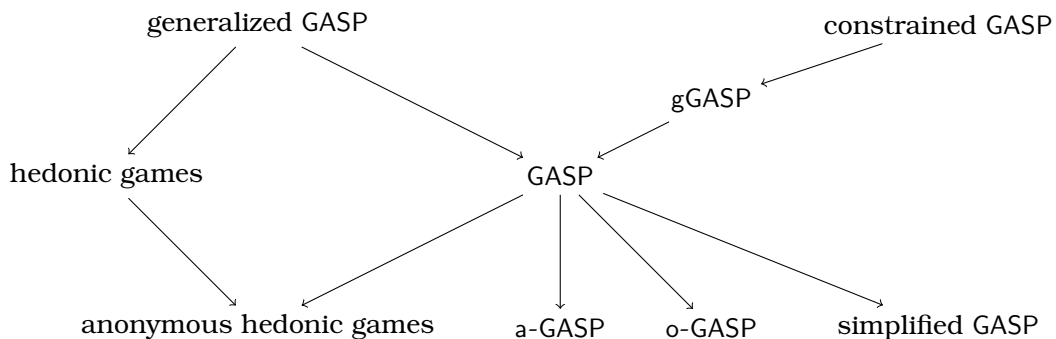 generalized GASP
constrained GASP
gGASP
hedonic games
GASP
anonymous hedonic games
a-GASP
o-GASP
simplified GASP